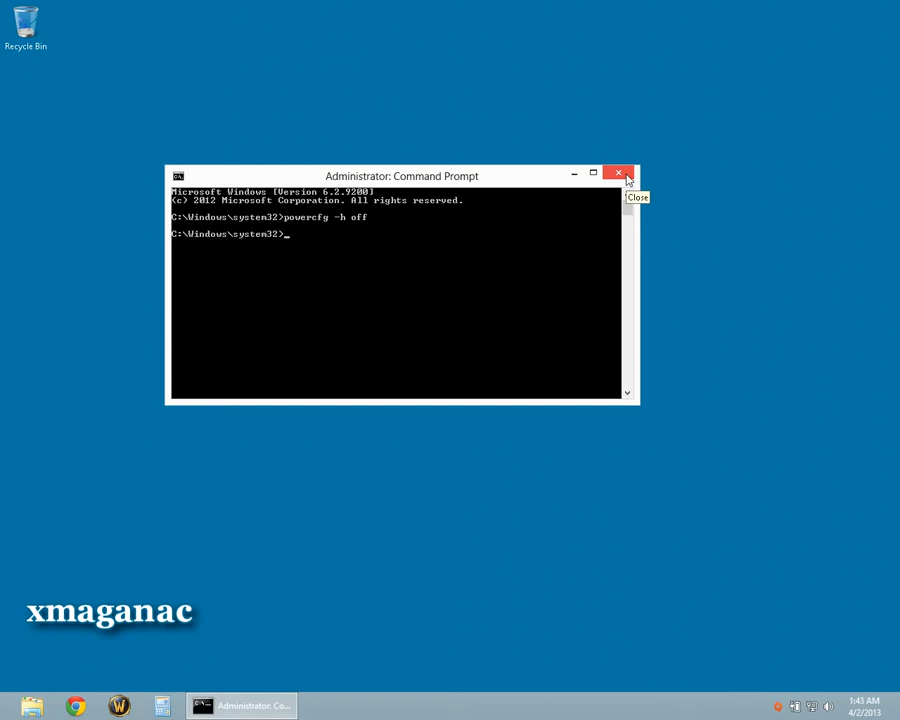 Recycle Bin
Administrator: Command Prompt
Microsoft Windows [Version 6.2.9200]
(c) 2012 Microsoft Corporation. All rights reserved.
Close
C:\Windows\system32>powercfg -h off
C:\Windows\system32>_
xmaganac
Administrator: Co...
1:43 AM
4/2/2013